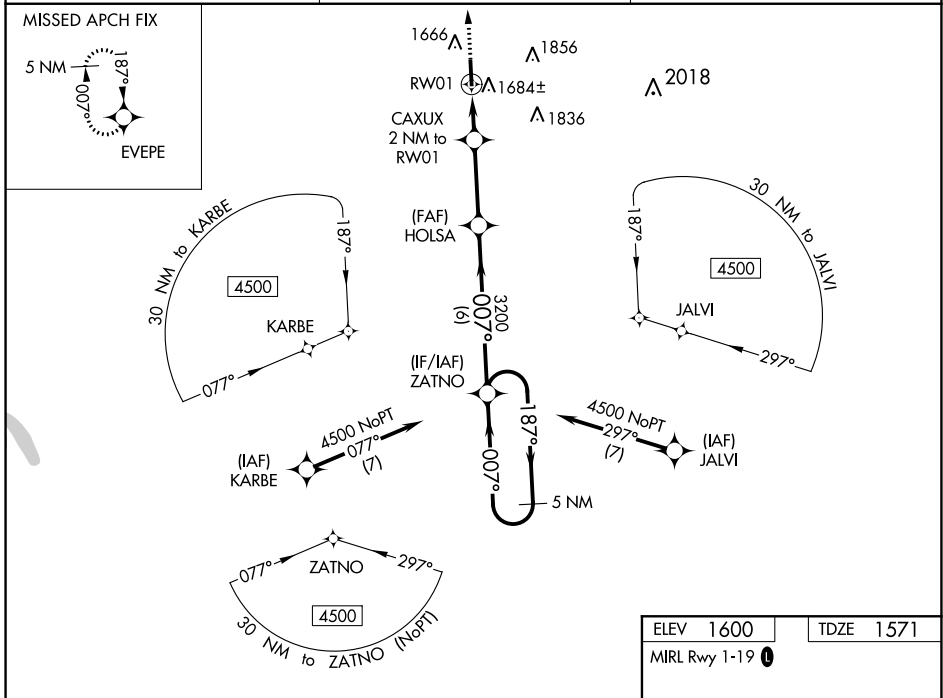 MISSED APCH FIX
5 NM
187°
007°
EVEPE
1666
1856
RW01
1684±
2018
1836
CAXUX
2 NM to
RW01
(FAF)
HOLSA
30 NM to KARBE
187°
4500
KARBE
077°
30 NM to JALVI
187°
4500
JALVI
297°
3200
007°
(6)
(IF/IAF)
ZATNO
187°
007°
5 NM
4500 NoPT
077°
(7)
(IAF)
KARBE
4500 NoPT
297°
(7)
(IAF)
JALVI
ZATNO
077°
297°
4500
30 NM to ZATNO (NoPT)
ELEV 1600
TDZE 1571
MIRL Rwy 1-19 L